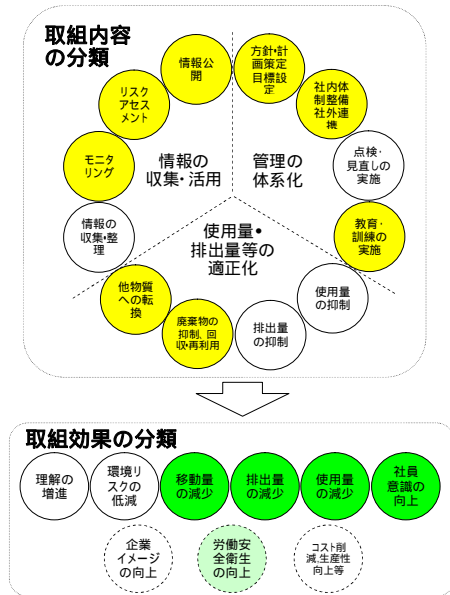 取組内容
の分類
情報公
開
方針・計
画策定
目標設
定
リスク
アセス
メント
社内体
制整備
社外連
携
モニタ
リング
情報の
収集・活用
管理の
体系化
点検・
見直しの
実施
情報の
収集・整
理
使用量・
排出量等の
適正化
教育・
訓練の
実施
他物質
への転
換
使用量
の抑制
廃棄物の
抑制、回
収・再利用
排出量
の抑制
取組効果の分類
理解の
増進
環境リ
スクの
低減
移動量
の減少
排出量
の減少
使用量
の減少
社員
意識の
向上
企業
イメージ
の向上
労働安
全衛生
の向上
コスト削
減、生産性
向上等